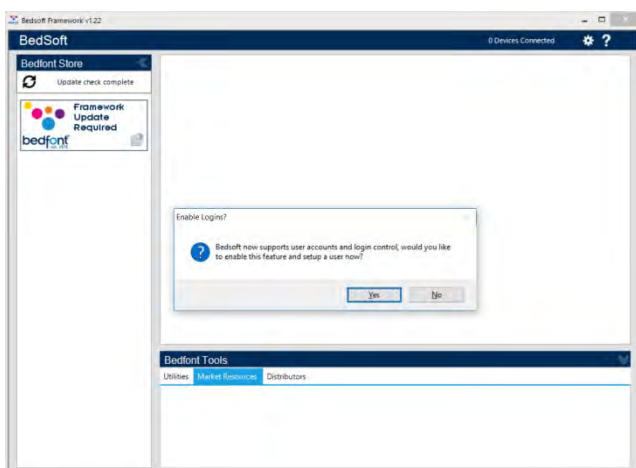 Bedsoft Framework v1.22
BedSoft
0 Devices Connected
?
Bedfont Store
Update check complete
Framework
Update
Required
bedfont
Enable Logins?
Bedsoft now supports user accounts and login control, would you like
to enable this feature and setup a user now?
Yes
No
Bedfont Tools
Utilities
Market Resources
Distributors